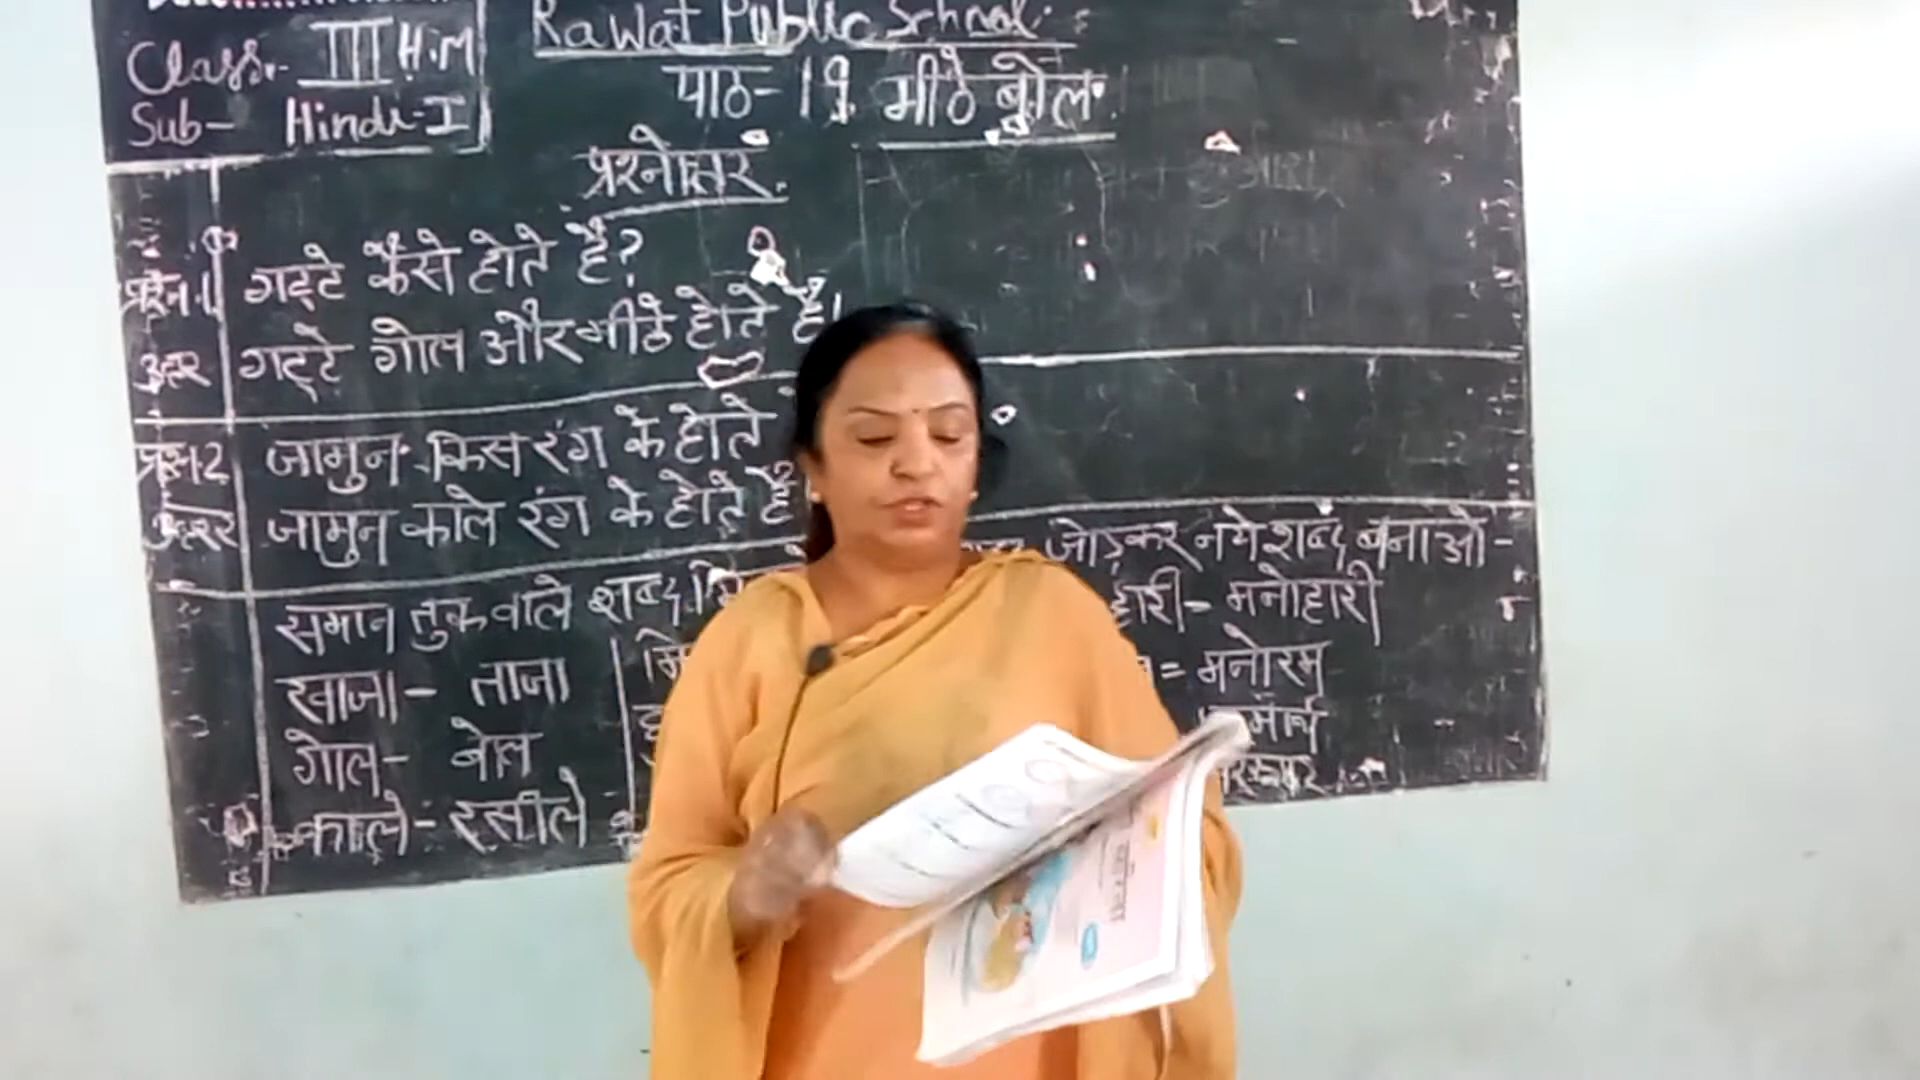 Class:- III H.M
Sub- Hindi-I
Rawat Public School
पाठ-19 मीठे बोल
प्रश्नोत्तर
प्रश्न.1 गट्टे कैसे होते है?
उत्तर गट्टे गोल और मीठे होते है।
प्रश्न.2 जामुन किस रंग के होते
उत्तर जामुन काले रंग के होते है।
समान तुक वाले शब्द
खाजा- ताजा
गोल- बोल
काले- रसीले
जोड़कर नये शब्द बनाओ-
हारी- मनोहारी
= मनोरम